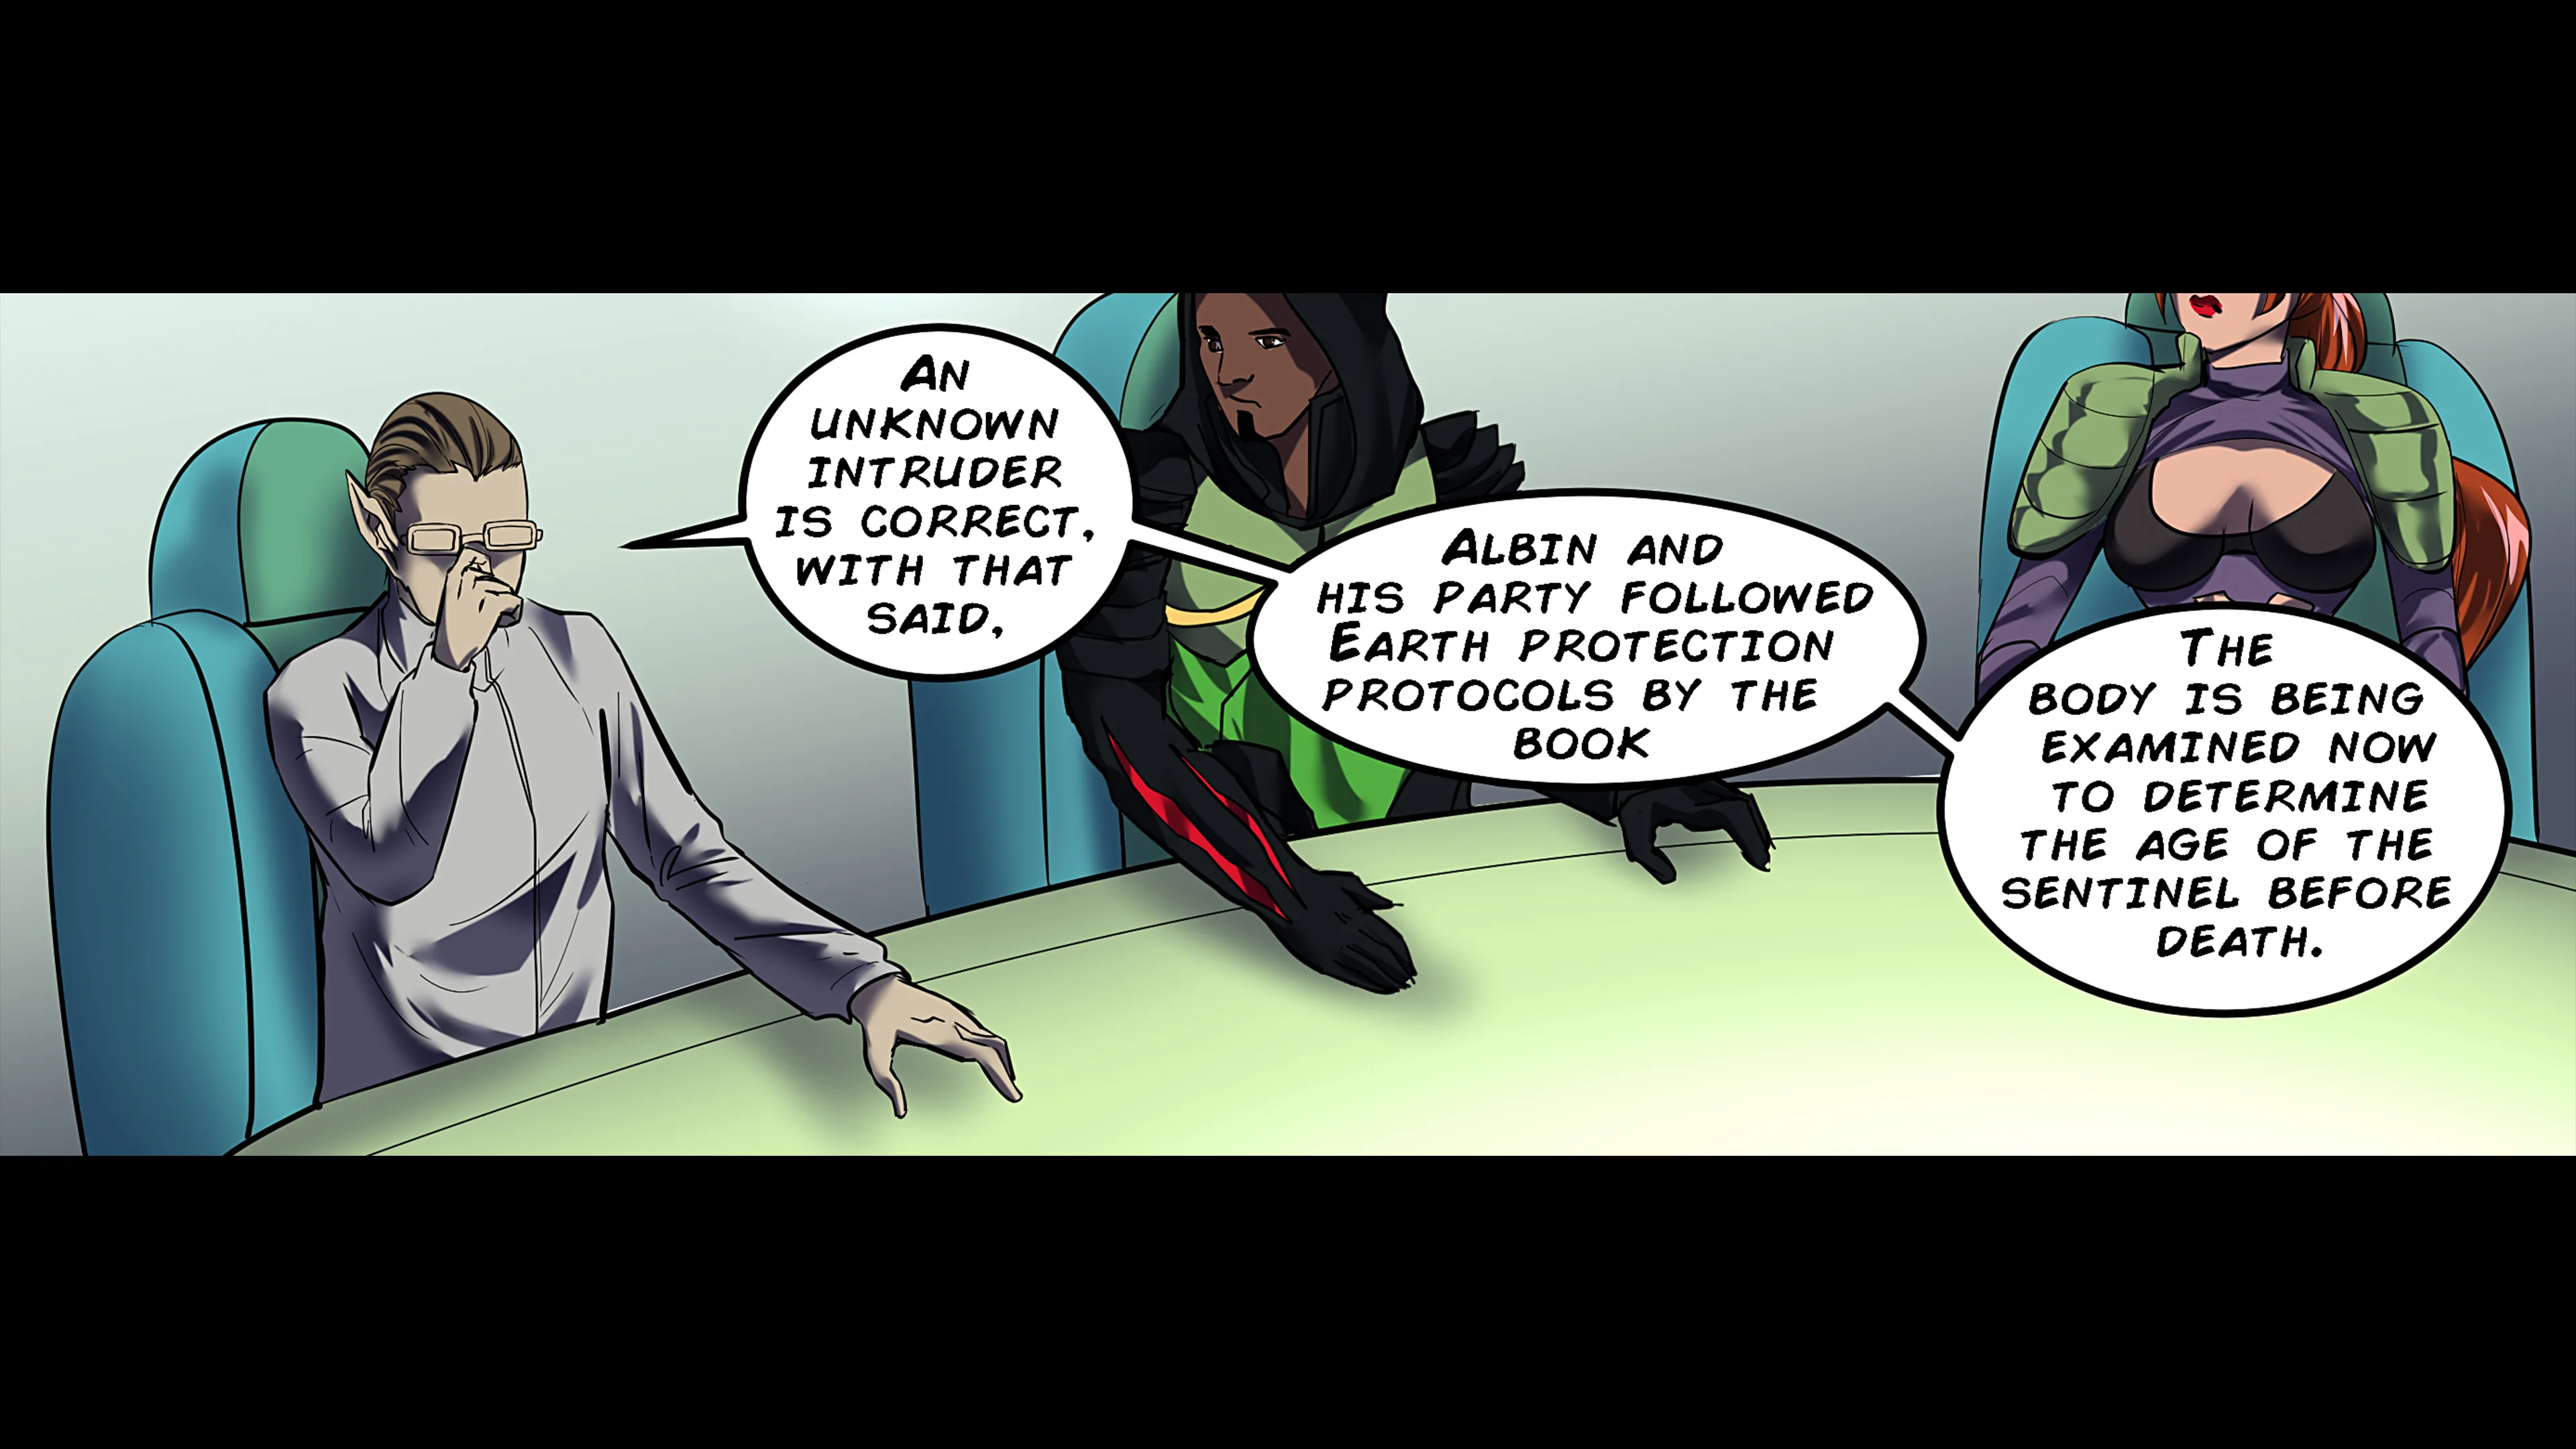 An
unknown
intruder
is correct,
with that
said,
Albin and
his party followed
Earth protection
protocols by the
book
The
body is being
examined now
to determine
the age of the
sentinel before
death.